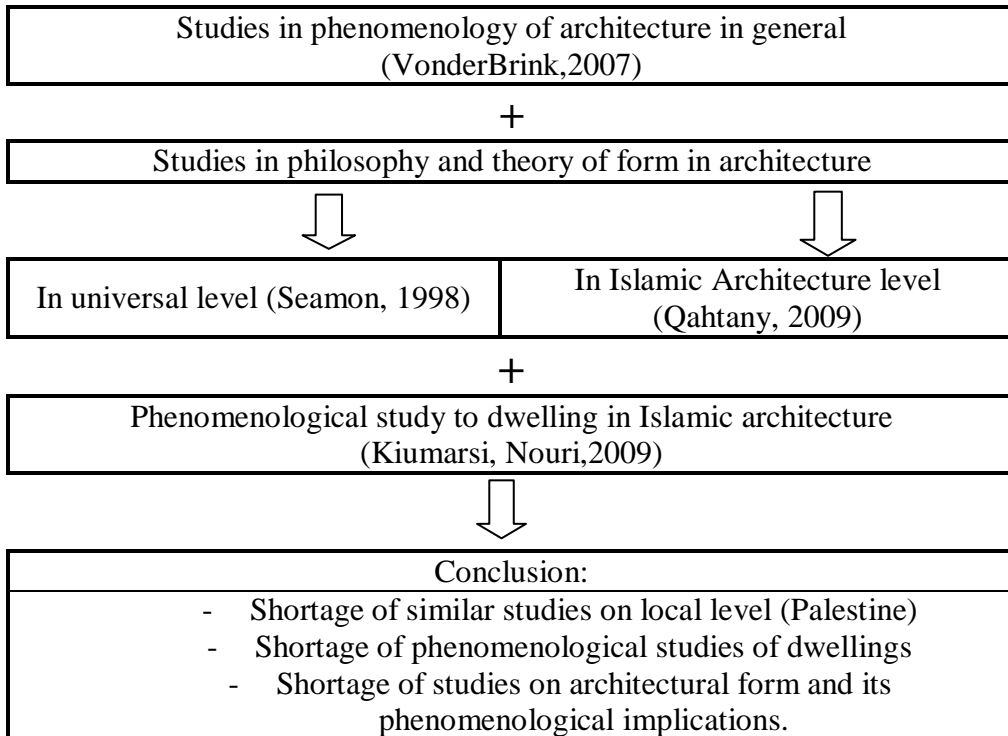 Studies in phenomenology of architecture in general
(VonderBrink,2007)
+
Studies in philosophy and theory of form in architecture
In universal level (Seamon, 1998)
In Islamic Architecture level
(Qahtany, 2009)
+
Phenomenological study to dwelling in Islamic architecture
(Kiumarsi, Nouri,2009)
Conclusion:
- Shortage of similar studies on local level (Palestine)
- Shortage of phenomenological studies of dwellings
- Shortage of studies on architectural form and its
phenomenological implications.